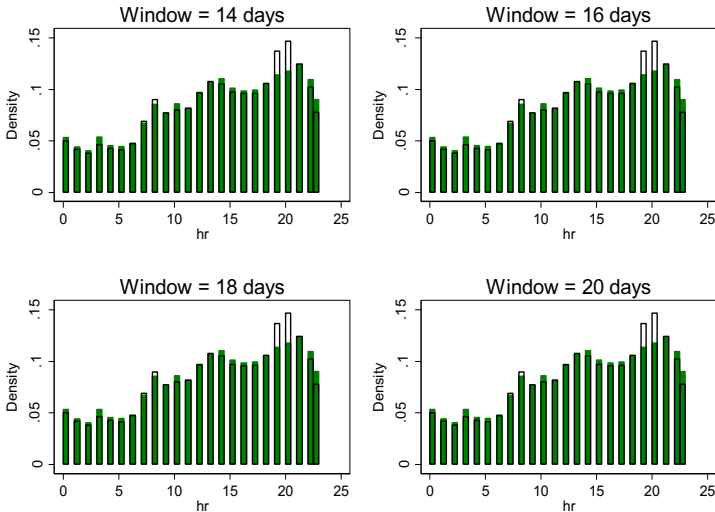 Window = 14 days
Density
0 .05 .1 .15
0 5 10 15 20 25
hr
Window = 16 days
Density
0 .05 .1 .15
0 5 10 15 20 25
hr
Window = 18 days
Density
0 .05 .1 .15
0 5 10 15 20 25
hr
Window = 20 days
Density
0 .05 .1 .15
0 5 10 15 20 25
hr